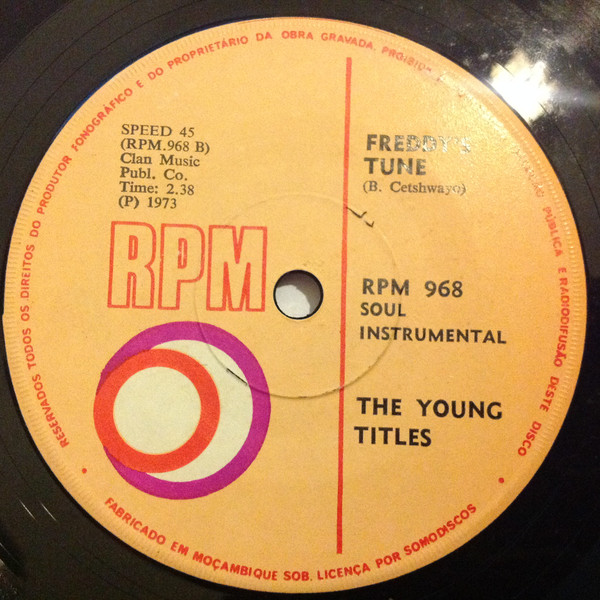 RESERVADOS TODOS OS DIREITOS DO PRODUTOR FONOGRÁFICO E DO PROPRIETÁRIO DA OBRA GRAVADA. PROIBIDA PÚBLICA E RADIODIFUSÃO DESTE DISCO
SPEED 45
(RPM.968 B)
Clan Music
Publ. Co.
Time: 2.38
(P) 1973
FREDDY'S
TUNE
(B. Cetshwayo)
RPM
RPM 968
SOUL
INSTRUMENTAL
THE YOUNG
TITLES
FABRICADO EM MOÇAMBIQUE SOB. LICENÇA POR SOMODISCOS